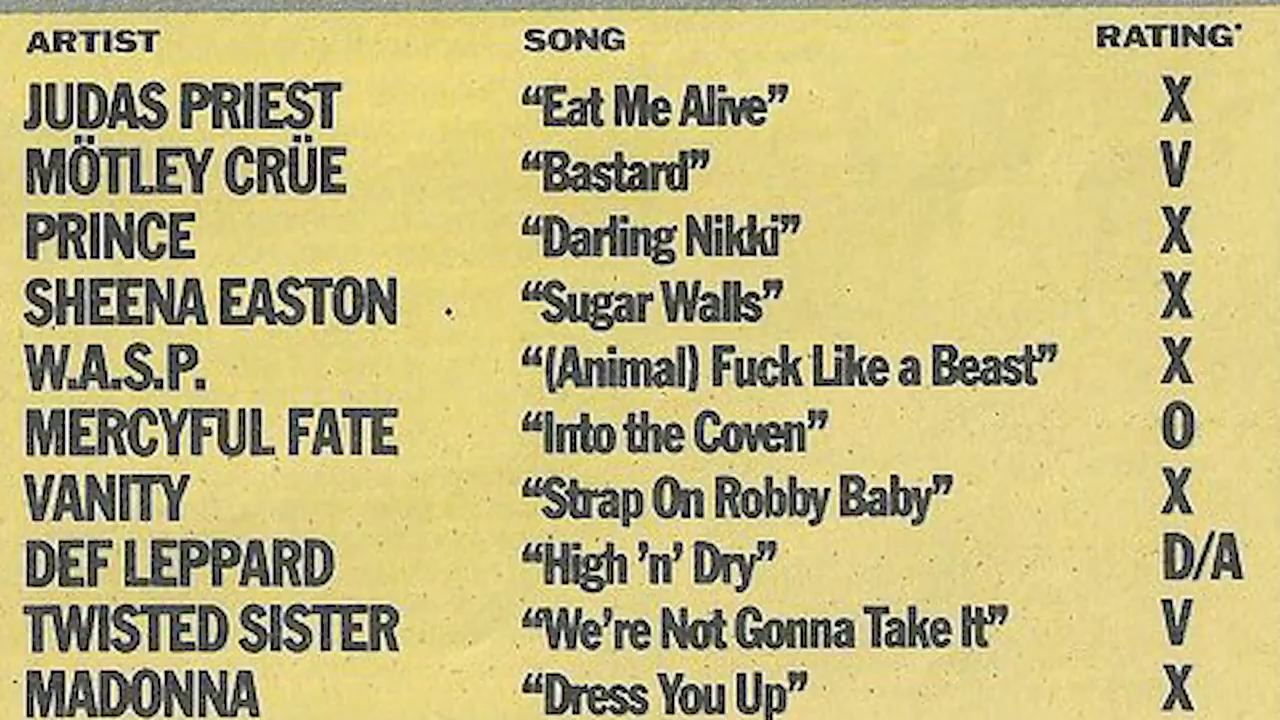 ARTIST SONG RATING*
JUDAS PRIEST “Eat Me Alive” X
MÖTLEY CRÜE “Bastard” V
PRINCE “Darling Nikki” X
SHEENA EASTON “Sugar Walls” X
W.A.S.P. “(Animal) Fuck Like a Beast” X
MERCYFUL FATE “Into the Coven” O
VANITY “Strap On Robby Baby” X
DEF LEPPARD “High ’n’ Dry” D/A
TWISTED SISTER “We’re Not Gonna Take It” V
MADONNA “Dress You Up” X